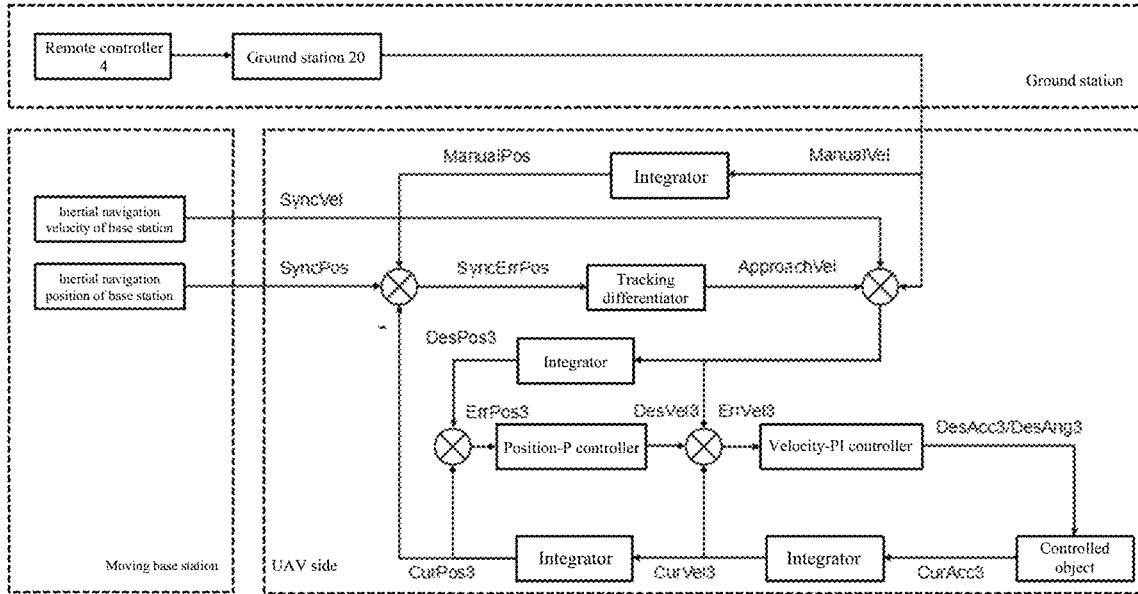 Remote controller
4
Ground station 20
Ground station
ManualPos
Integrator
ManualVel
Inertial navigation
velocity of base station
SyncVel
Inertial navigation
position of base station
SyncPos
SyncErrPos
Tracking
differentiator
ApproachVel
DesPos3
Integrator
ErrPos3
Position-P controller
DesVel3
ErrVel3
Velocity-PI controller
DesAcc3/DesAng3
Moving base station
UAV side
CurPos3
Integrator
CurVel3
Integrator
CurAcc3
Controlled
object